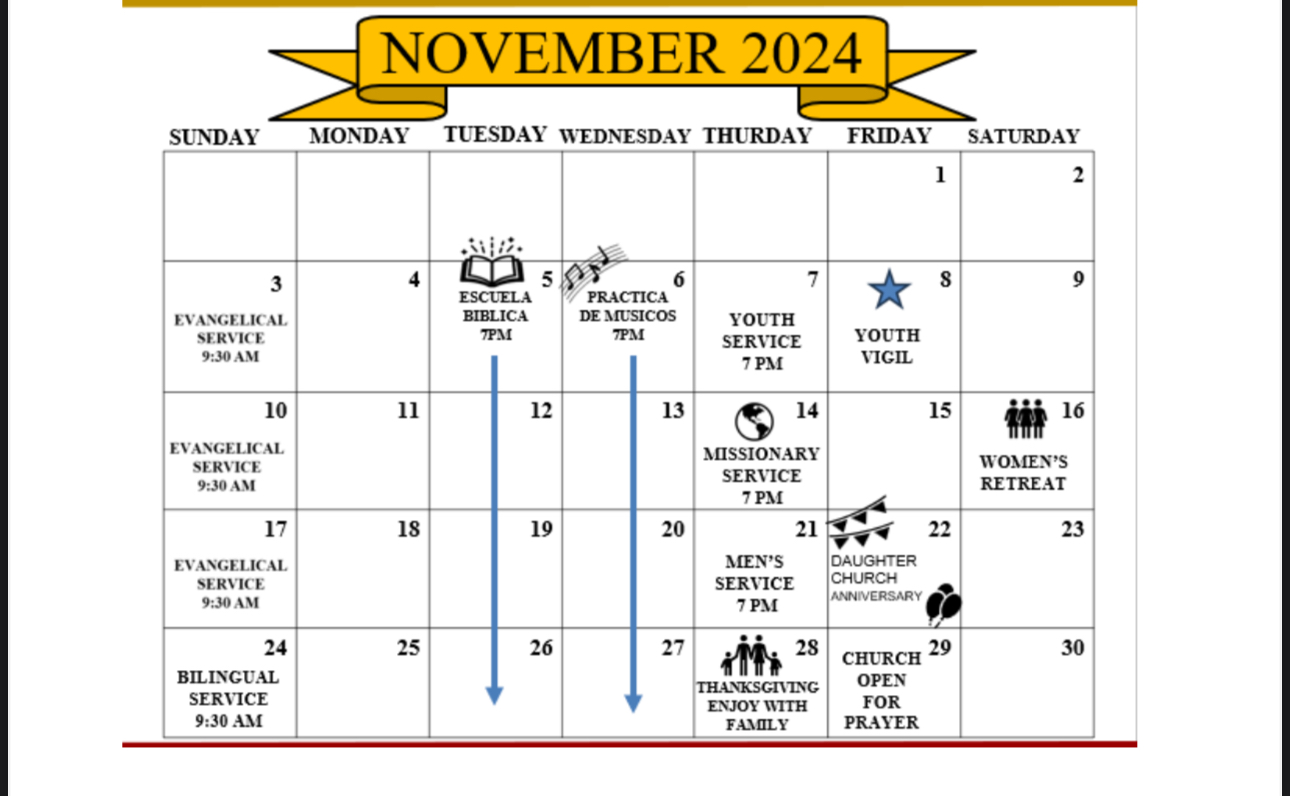 NOVEMBER 2024
SUNDAY MONDAY TUESDAY WEDNESDAY THURDAY FRIDAY SATURDAY
1
2
3
EVANGELICAL
SERVICE
9:30 AM
4
5
ESCUELA
BIBLICA
7PM
6
PRACTICA
DE MUSICOS
7PM
7
YOUTH
SERVICE
7 PM
8
YOUTH
VIGIL
9
10
EVANGELICAL
SERVICE
9:30 AM
11
12
13
14
MISSIONARY
SERVICE
7 PM
15
16
WOMEN'S
RETREAT
17
EVANGELICAL
SERVICE
9:30 AM
18
19
20
21
MEN'S
SERVICE
7 PM
22
DAUGHTER
CHURCH
ANNIVERSARY
23
24
BILINGUAL
SERVICE
9:30 AM
25
26
27
28
THANKSGIVING
ENJOY WITH
FAMILY
29
CHURCH
OPEN
FOR
PRAYER
30